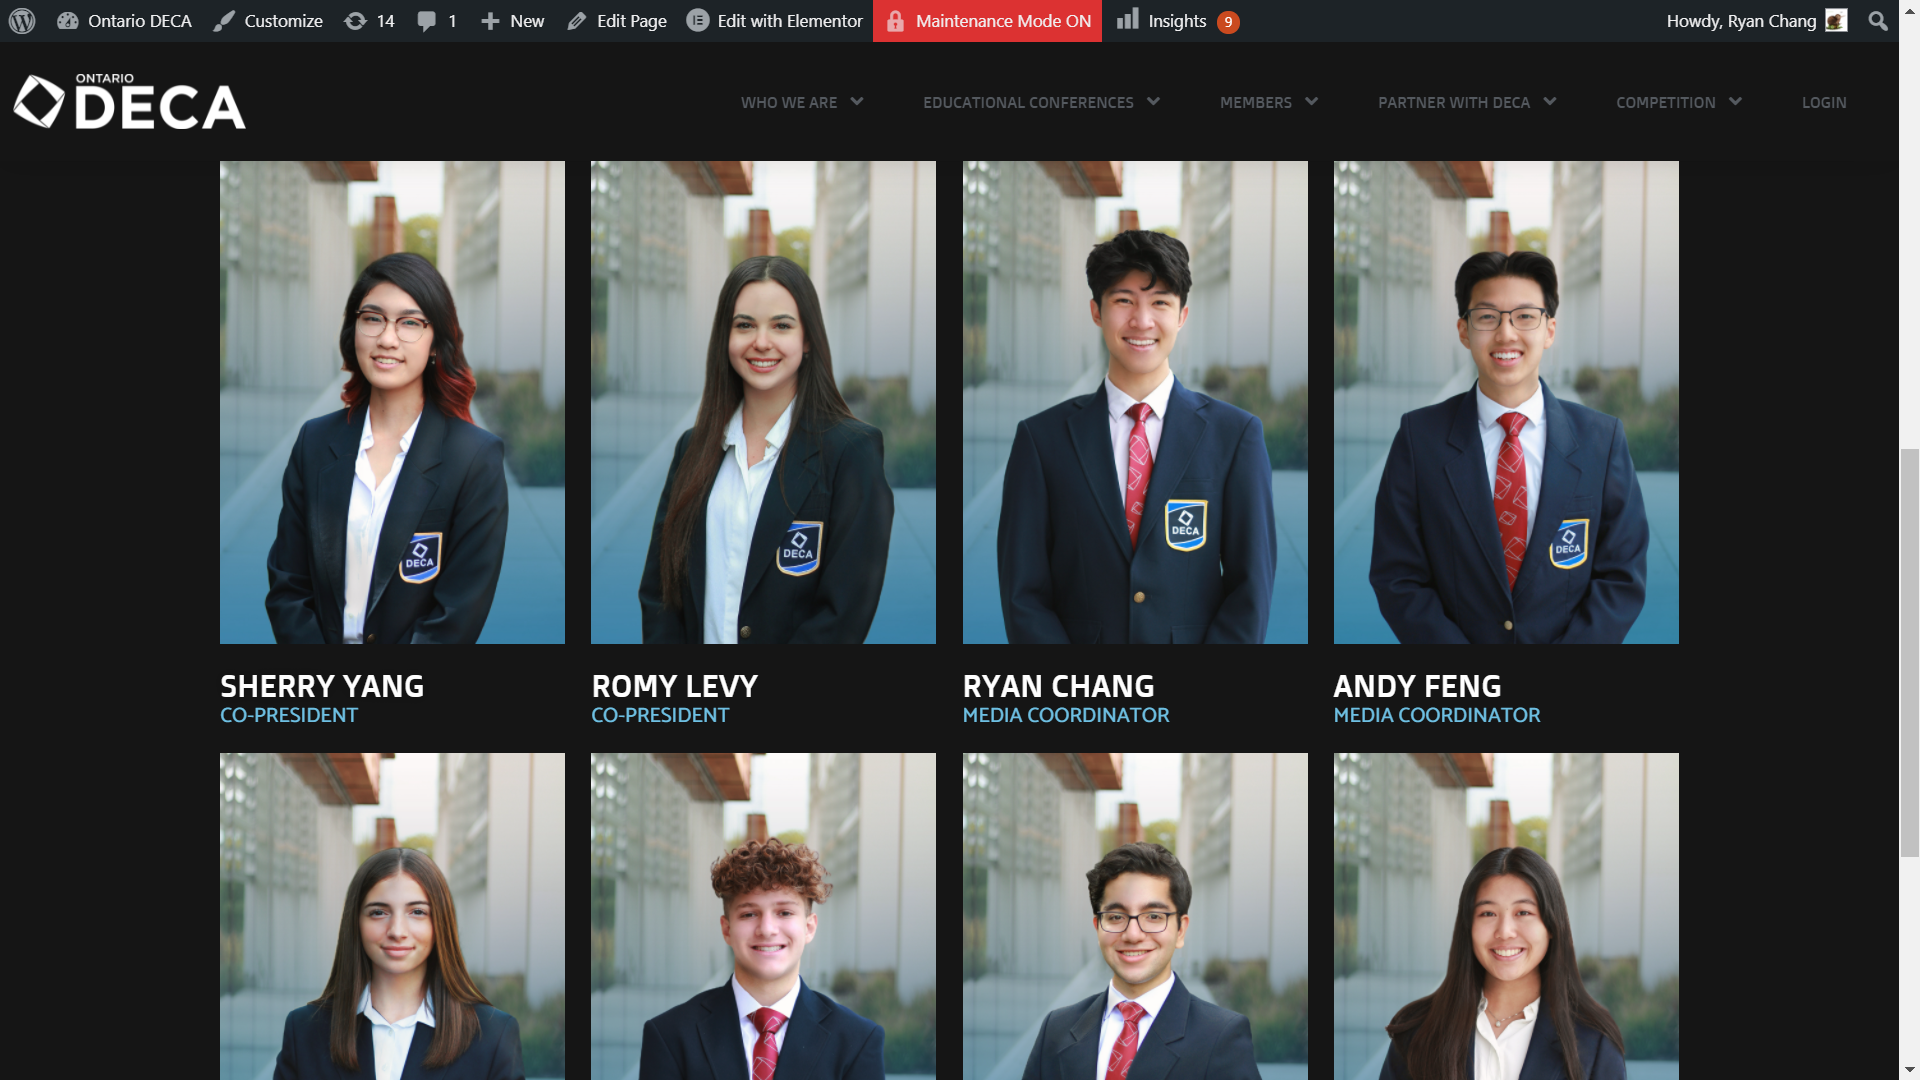 Ontario DECA Customize 14 1 New Edit Page Edit with Elementor Maintenance Mode ON Insights 9 Howdy, Ryan Chang
ONTARIO
DECA
WHO WE ARE EDUCATIONAL CONFERENCES MEMBERS PARTNER WITH DECA COMPETITION LOGIN
DECA
DECA
DECA
DECA
SHERRY YANG
CO-PRESIDENT
ROMY LEVY
CO-PRESIDENT
RYAN CHANG
MEDIA COORDINATOR
ANDY FENG
MEDIA COORDINATOR